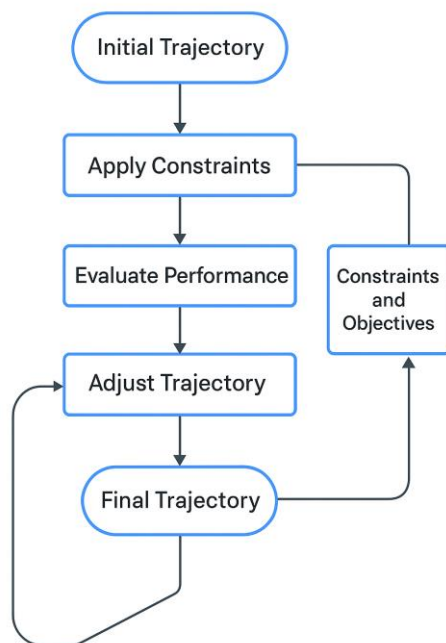 Initial Trajectory
Apply Constraints
Evaluate Performance
Constraints
and
Objectives
Adjust Trajectory
Final Trajectory